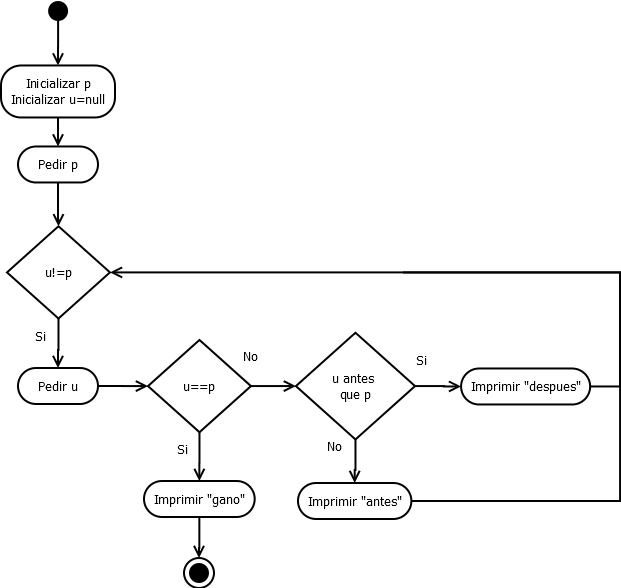 Inicializar p
Inicializar u=null
Pedir p
u!=p
Si
Pedir u
u==p
No
u antes
que p
Si
Imprimir "despues"
Si
No
Imprimir "gano"
Imprimir "antes"